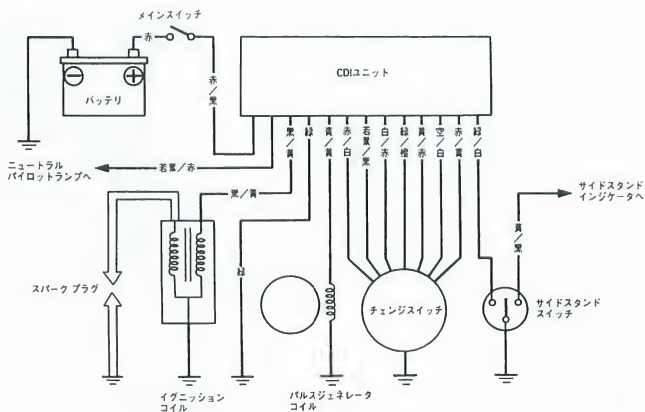 メインスイッチ
赤
赤/黒
バッテリ
CDIユニット
黒/黄
緑
青/黄
赤/白
若葉/黒
白/赤
緑/橙
黄/赤
空/白
赤/青
緑/白
ニュートラル
パイロットランプへ
若葉/赤
黒/黄
サイドスタンド
インジケータへ
黄/黒
スパーク プラグ
緑
チェンジスイッチ
サイドスタンド
スイッチ
イグニッション
コイル
パルスジェネレータ
コイル